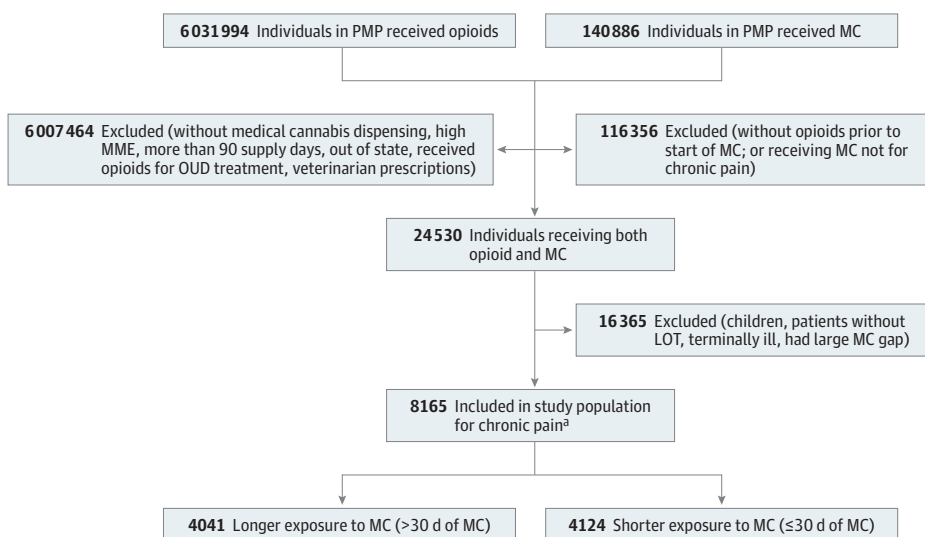 6031994 Individuals in PMP received opioids
140886 Individuals in PMP received MC
6007464 Excluded (without medical cannabis dispensing, high
MME, more than 90 supply days, out of state, received
opioids for OUD treatment, veterinarian prescriptions)
116356 Excluded (without opioids prior to
start of MC; or receiving MC not for
chronic pain)
24530 Individuals receiving both
opioid and MC
16365 Excluded (children, patients without
LOT, terminally ill, had large MC gap)
8165 Included in study population
for chronic painᵃ
4041 Longer exposure to MC (>30 d of MC)
4124 Shorter exposure to MC (≤30 d of MC)